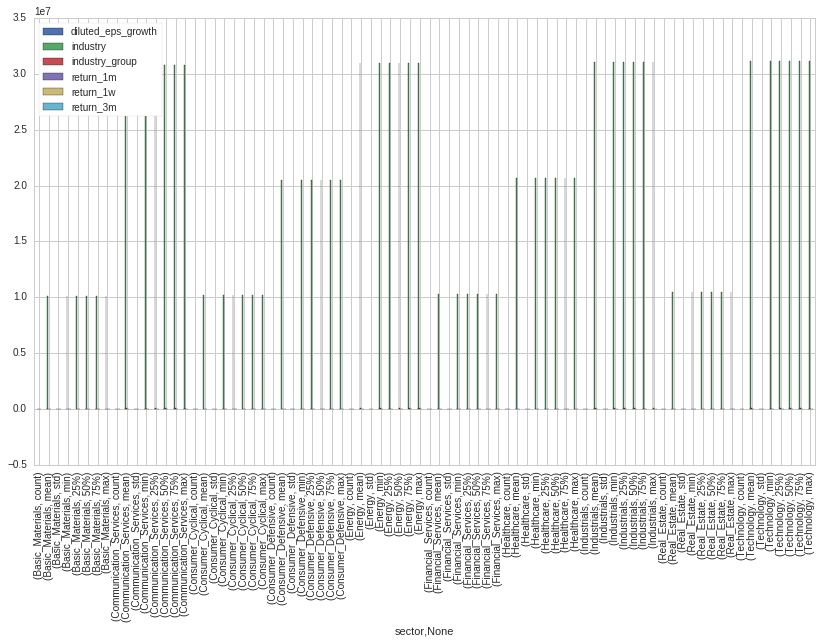 1e7
3.5
3.0
2.5
2.0
1.5
1.0
0.5
0.0
−0.5
diluted_eps_growth
industry
industry_group
return_1m
return_1w
return_3m
(Basic_Materials, count)
(Basic_Materials, mean)
(Basic_Materials, std)
(Basic_Materials, min)
(Basic_Materials, 25%)
(Basic_Materials, 50%)
(Basic_Materials, 75%)
(Basic_Materials, max)
(Communication_Services, count)
(Communication_Services, mean)
(Communication_Services, std)
(Communication_Services, min)
(Communication_Services, 25%)
(Communication_Services, 50%)
(Communication_Services, 75%)
(Communication_Services, max)
(Consumer_Cyclical, count)
(Consumer_Cyclical, mean)
(Consumer_Cyclical, std)
(Consumer_Cyclical, min)
(Consumer_Cyclical, 25%)
(Consumer_Cyclical, 50%)
(Consumer_Cyclical, 75%)
(Consumer_Cyclical, max)
(Consumer_Defensive, count)
(Consumer_Defensive, mean)
(Consumer_Defensive, std)
(Consumer_Defensive, min)
(Consumer_Defensive, 25%)
(Consumer_Defensive, 50%)
(Consumer_Defensive, 75%)
(Consumer_Defensive, max)
(Energy, count)
(Energy, mean)
(Energy, std)
(Energy, min)
(Energy, 25%)
(Energy, 50%)
(Energy, 75%)
(Energy, max)
(Financial_Services, count)
(Financial_Services, mean)
(Financial_Services, std)
(Financial_Services, min)
(Financial_Services, 25%)
(Financial_Services, 50%)
(Financial_Services, 75%)
(Financial_Services, max)
(Healthcare, count)
(Healthcare, mean)
(Healthcare, std)
(Healthcare, min)
(Healthcare, 25%)
(Healthcare, 50%)
(Healthcare, 75%)
(Healthcare, max)
(Industrials, count)
(Industrials, mean)
(Industrials, std)
(Industrials, min)
(Industrials, 25%)
(Industrials, 50%)
(Industrials, 75%)
(Industrials, max)
(Real_Estate, count)
(Real_Estate, mean)
(Real_Estate, std)
(Real_Estate, min)
(Real_Estate, 25%)
(Real_Estate, 50%)
(Real_Estate, 75%)
(Real_Estate, max)
(Technology, count)
(Technology, mean)
(Technology, std)
(Technology, min)
(Technology, 25%)
(Technology, 50%)
(Technology, 75%)
(Technology, max)
sector,None